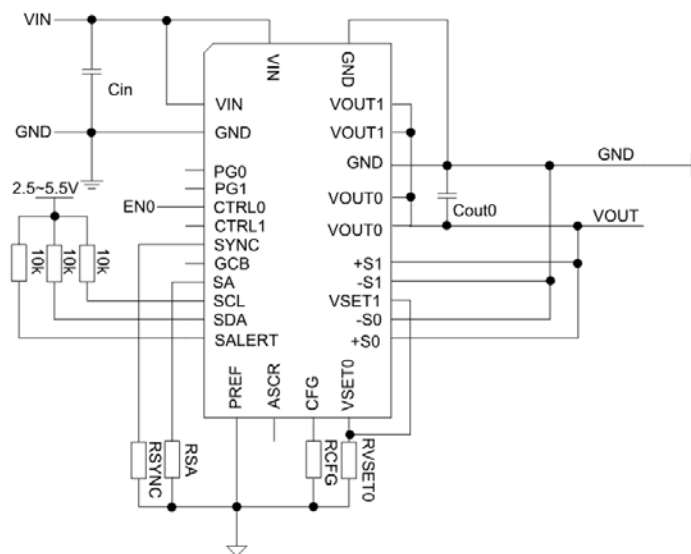 VIN
Cin
GND
2.5~5.5V
10k
10k
10k
EN0
VIN
GND
VIN
GND
PG0
PG1
CTRL0
CTRL1
SYNC
GCB
SA
SCL
SDA
SALERT
VOUT1
VOUT1
GND
VOUT0
VOUT0
+S1
-S1
VSET1
-S0
+S0
PREF
ASCR
CFG
VSET0
GND
Cout0
VOUT
RSYNC
RSA
RCFG
RVSET0